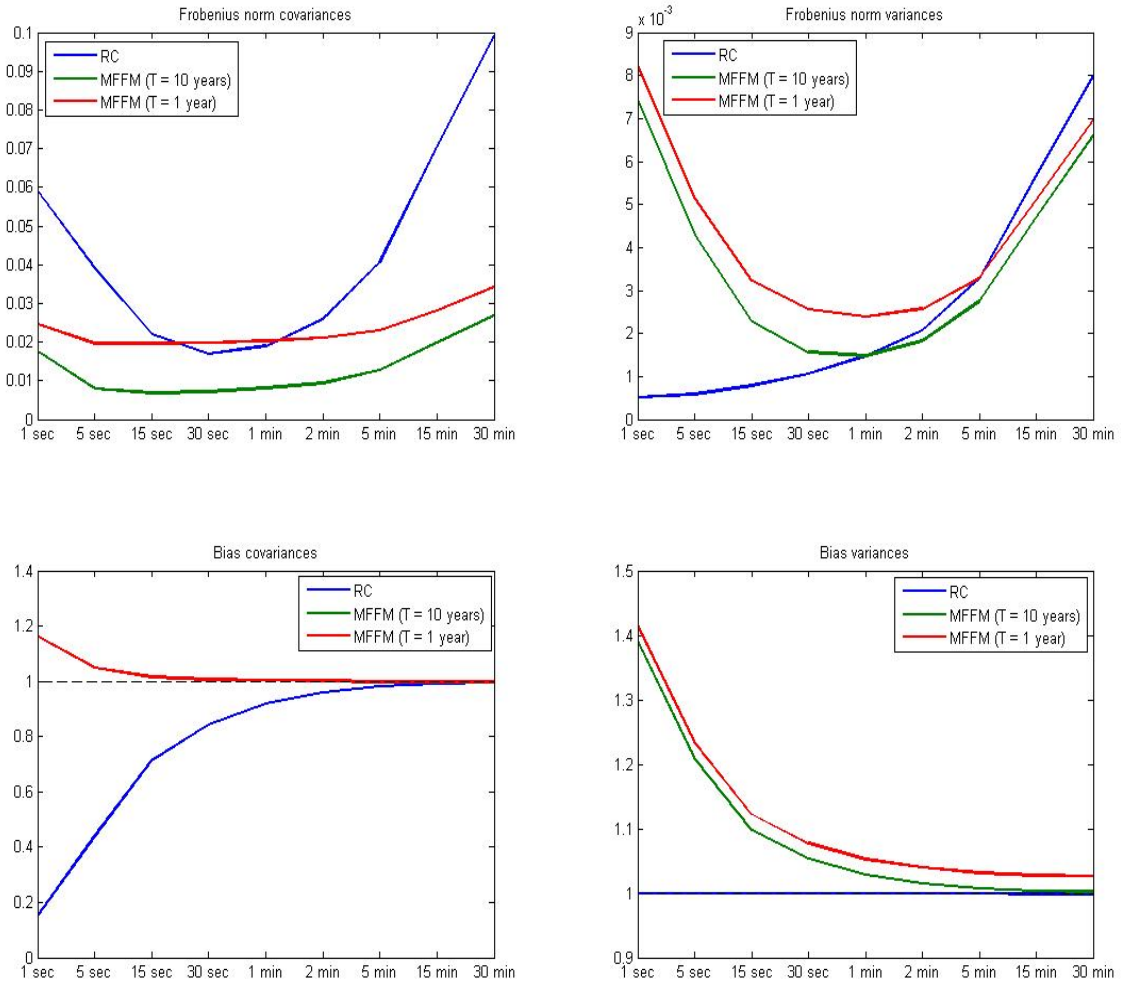 Frobenius norm covariances
0.1
0.09
0.08
0.07
0.06
0.05
0.04
0.03
0.02
0.01
0
RC
MFFM (T = 10 years)
MFFM (T = 1 year)
1 sec 5 sec 15 sec 30 sec 1 min 2 min 5 min 15 min 30 min
Frobenius norm variances
x 10⁻³
9
8
7
6
5
4
3
2
1
0
RC
MFFM (T = 10 years)
MFFM (T = 1 year)
1 sec 5 sec 15 sec 30 sec 1 min 2 min 5 min 15 min 30 min
Bias covariances
1.4
1.2
1
0.8
0.6
0.4
0.2
0
RC
MFFM (T = 10 years)
MFFM (T = 1 year)
1 sec 5 sec 15 sec 30 sec 1 min 2 min 5 min 15 min 30 min
Bias variances
1.5
1.4
1.3
1.2
1.1
1
0.9
RC
MFFM (T = 10 years)
MFFM (T = 1 year)
1 sec 5 sec 15 sec 30 sec 1 min 2 min 5 min 15 min 30 min